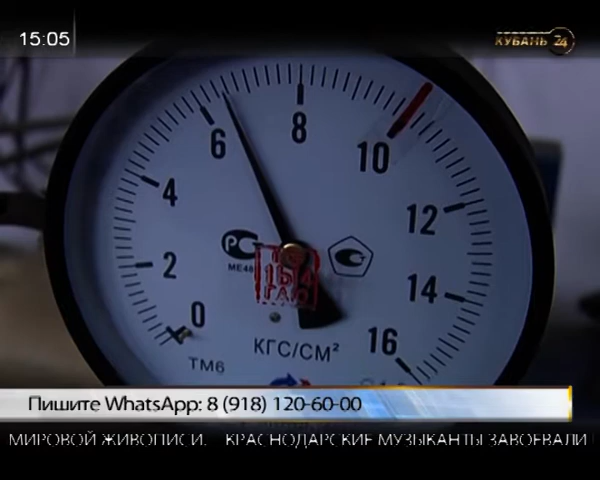 15:05
КУБАНЬ 24
6
8
10
4
12
2
14
0
16
КГС/СМ²
ТМ6
Пишите WhatsApp: 8 (918) 120-60-00
МИРОВОЙ ЖИВОПИСИ. КРАСНОДАРСКИЕ МУЗЫКАНТЫ ЗАВОЕВАЛИ